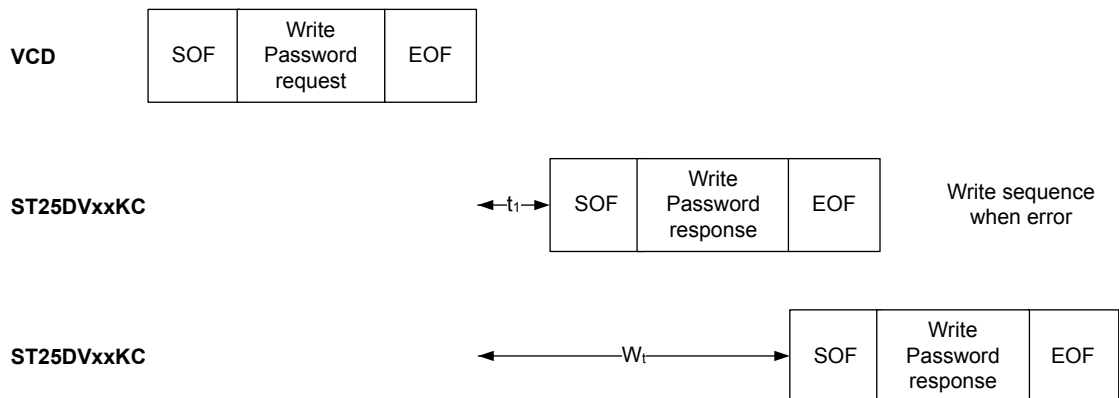 VCD
SOF
Write
Password
request
EOF
ST25DVxxKC
t1
SOF
Write
Password
response
EOF
Write sequence
when error
ST25DVxxKC
Wt
SOF
Write
Password
response
EOF